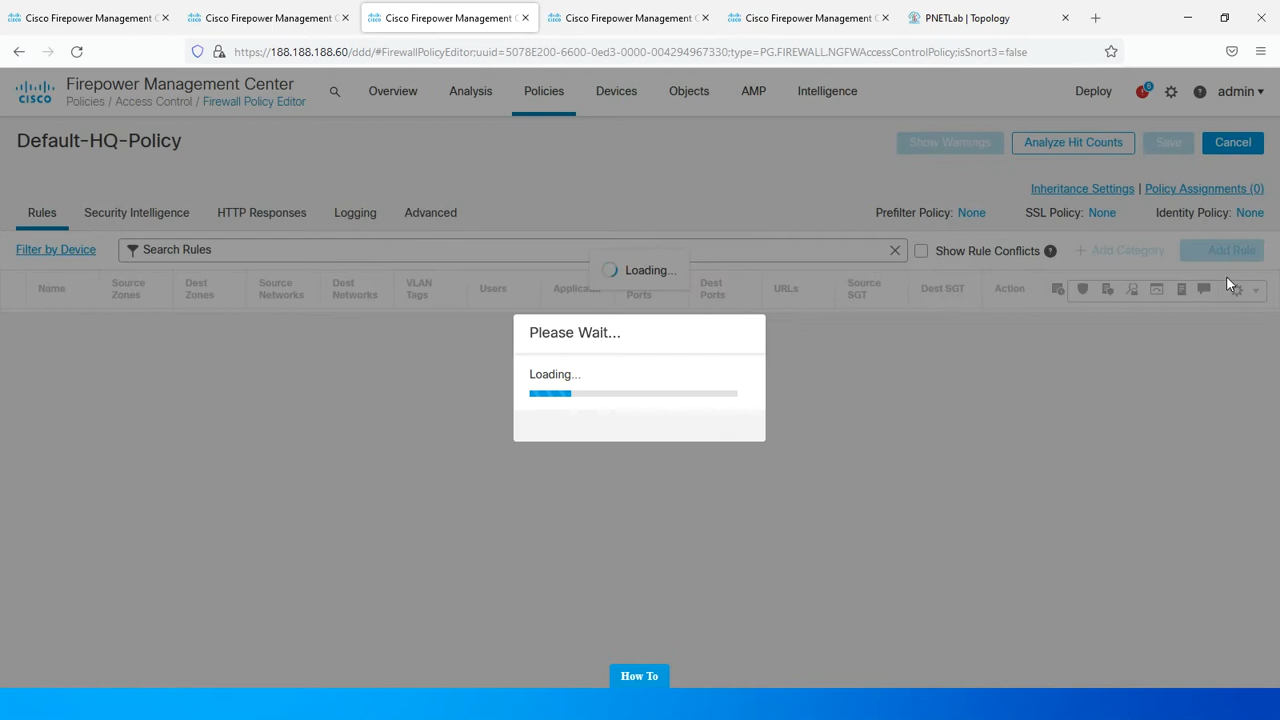 Cisco Firepower Management C
Cisco Firepower Management C
Cisco Firepower Management C
Cisco Firepower Management C
Cisco Firepower Management C
PNETLab | Topology
https://188.188.188.60/ddd/#FirewallPolicyEditor;uuid=5078E200-6600-0ed3-0000-004294967330;type=PG.FIREWALL.NGFWAccessControlPolicy;isSnort3=false
CISCO
Firepower Management Center
Policies / Access Control / Firewall Policy Editor
Overview
Analysis
Policies
Devices
Objects
AMP
Intelligence
Deploy
6
admin
Default-HQ-Policy
Show Warnings
Analyze Hit Counts
Save
Cancel
Inheritance Settings | Policy Assignments (0)
Rules
Security Intelligence
HTTP Responses
Logging
Advanced
Prefilter Policy: None
SSL Policy: None
Identity Policy: None
Filter by Device
Search Rules
Show Rule Conflicts
+ Add Category
Add Rule
Loading...
Name
Source Zones
Dest Zones
Source Networks
Dest Networks
VLAN Tags
Users
Applica
Ports
Dest Ports
URLs
Source SGT
Dest SGT
Action
Please Wait...
Loading...
How To